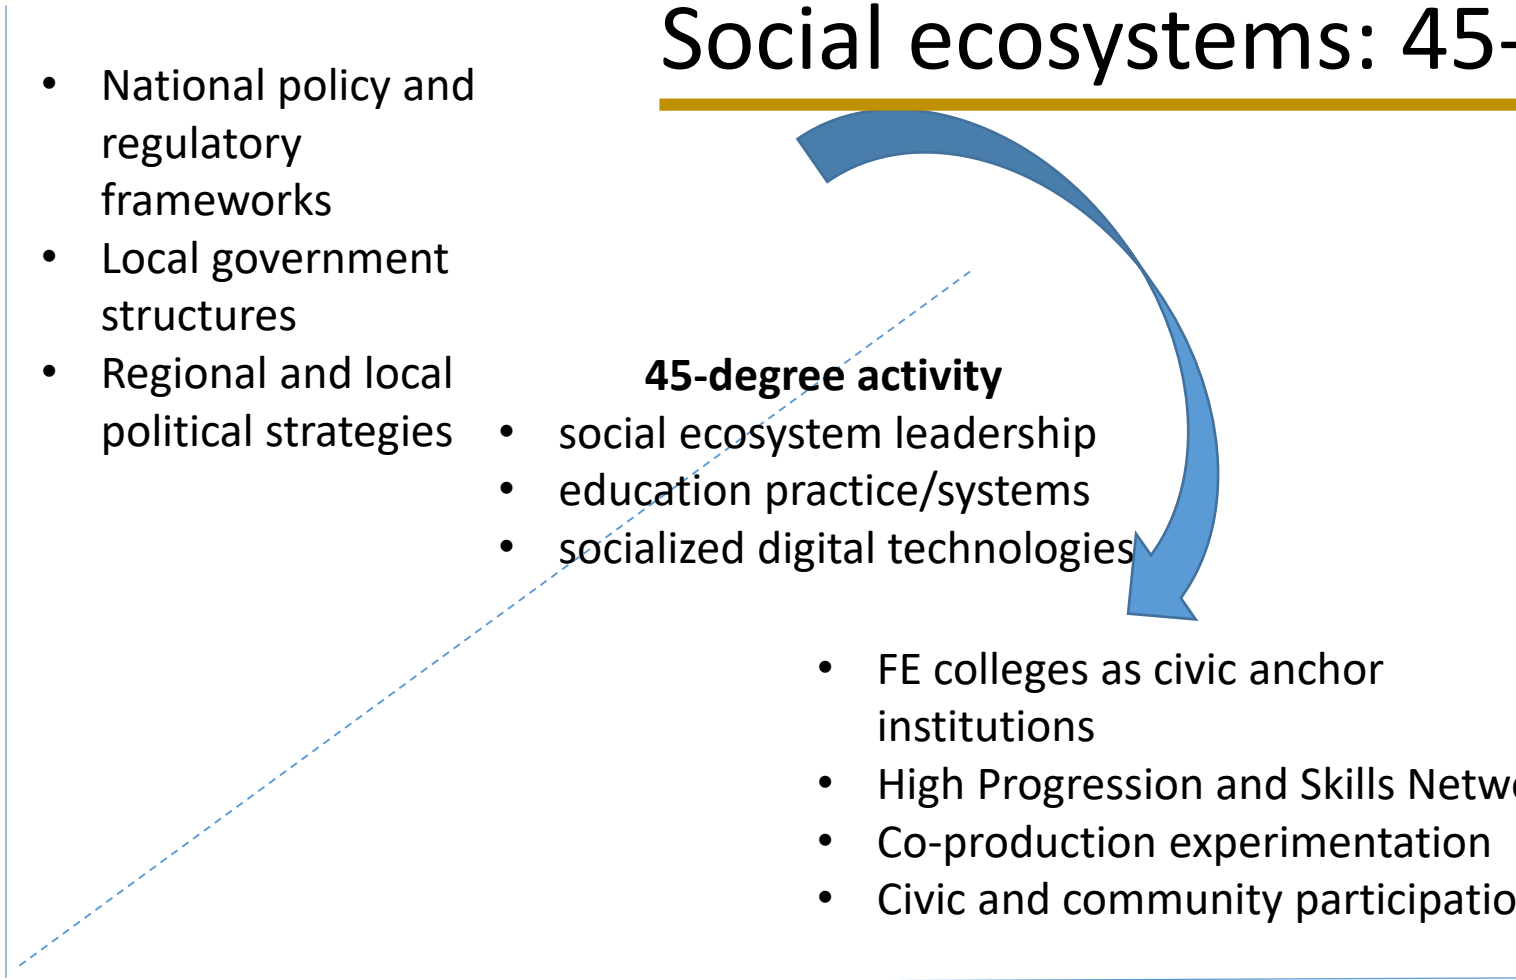 Social ecosystems: 45-
• National policy and
regulatory
frameworks
• Local government
structures
• Regional and local
political strategies
45-degree activity
• social ecosystem leadership
• education practice/systems
• socialized digital technologies
• FE colleges as civic anchor
institutions
• High Progression and Skills
• Co-production experimentation
• Civic and community